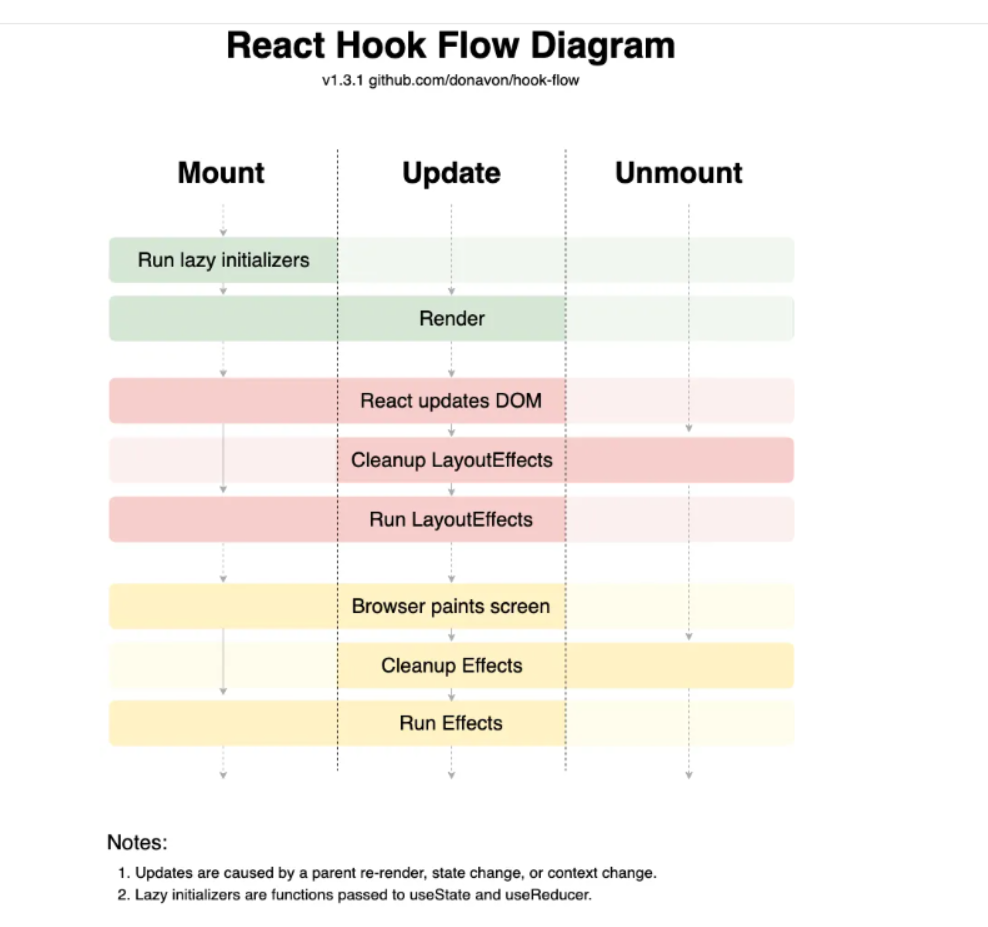 React Hook Flow Diagram
v1.3.1 github.com/donavon/hook-flow
Mount Update Unmount
Run lazy initializers
Render
React updates DOM
Cleanup LayoutEffects
Run LayoutEffects
Browser paints screen
Cleanup Effects
Run Effects
Notes:
1. Updates are caused by a parent re-render, state change, or context change.
2. Lazy initializers are functions passed to useState and useReducer.